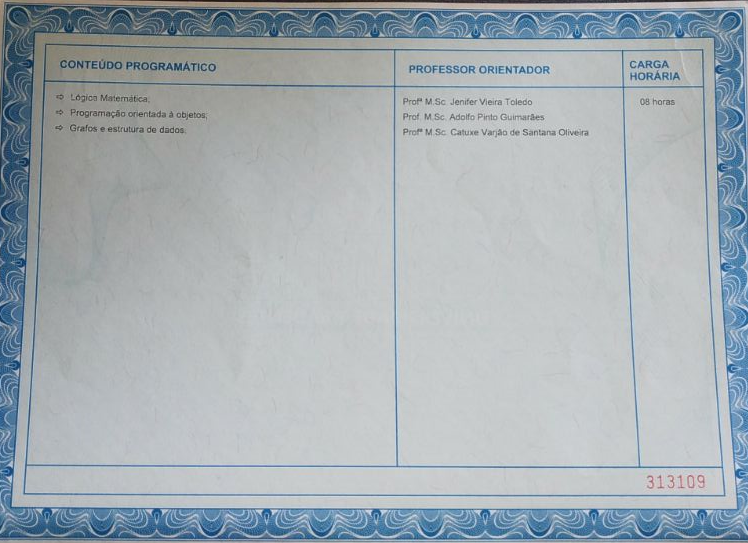 CONTEÚDO PROGRAMÁTICO
PROFESSOR ORIENTADOR
CARGA HORÁRIA
⇨ Lógica Matemática;
⇨ Programação orientada à objetos;
⇨ Grafos e estrutura de dados;
Profª M.Sc. Jenifer Vieira Toledo
Prof. M.Sc. Adolfo Pinto Guimarães
Profª M.Sc. Catuxe Varjão de Santana Oliveira
08 horas
313109